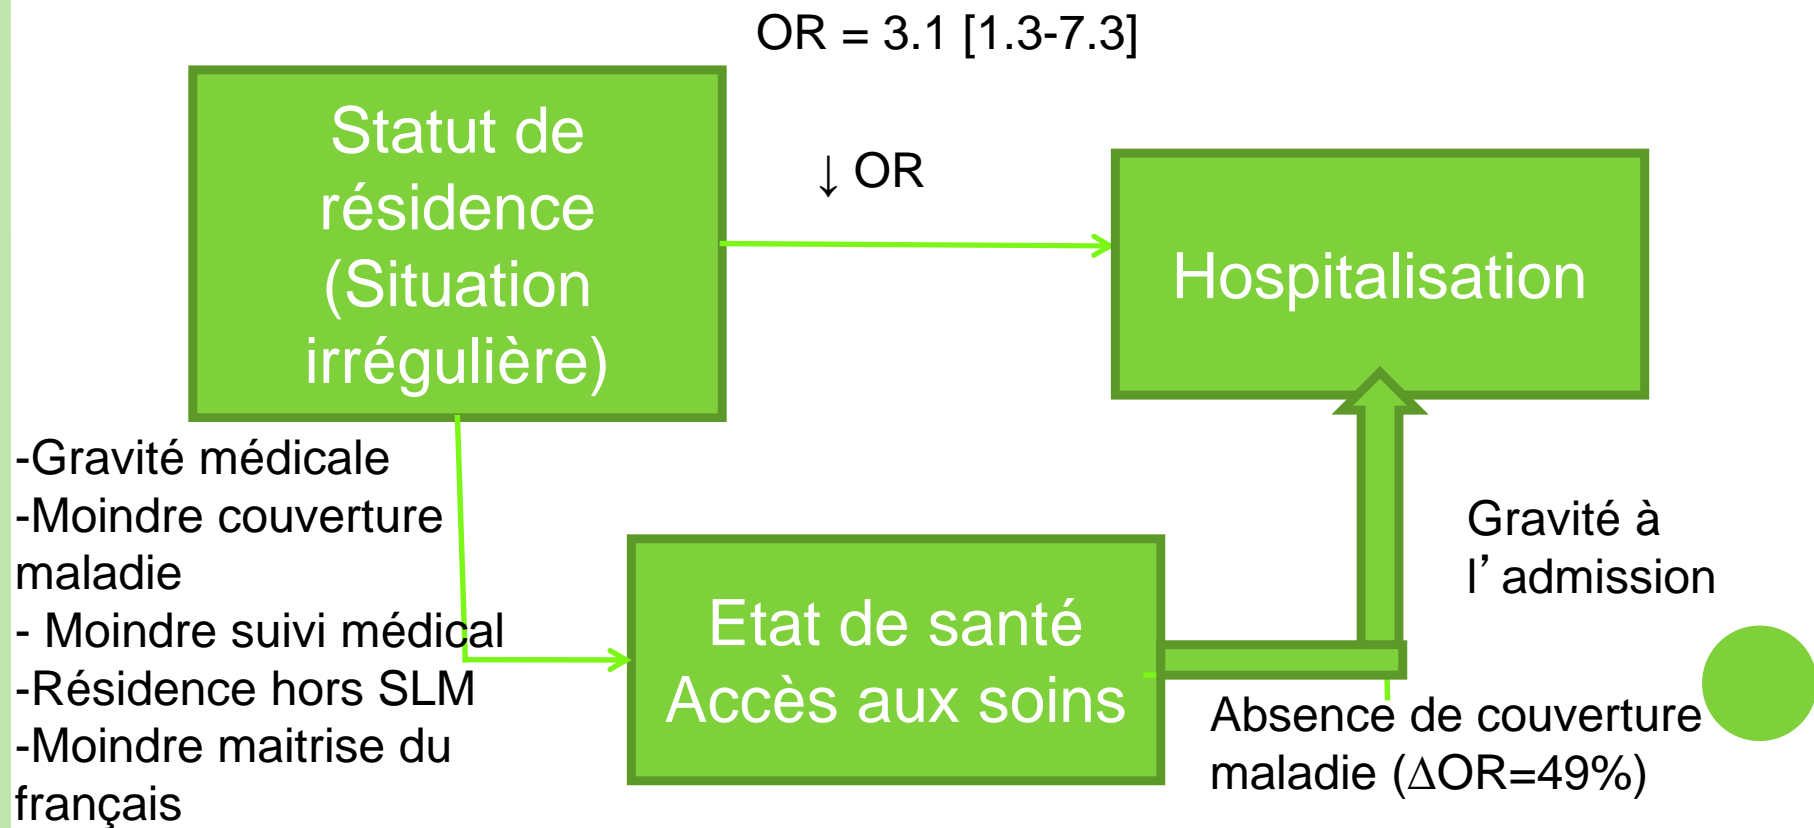 OR = 3.1 [1.3-7.3]
Statut de
résidence
(Situation
irrégulière)
↓ OR
Hospitalisation
-Gravité médicale
-Moindre couverture
maladie
- Moindre suivi médical
-Résidence hors SLM
-Moindre maitrise du
français
Etat de santé
Accès aux soins
Gravité à
l’admission
Absence de couverture
maladie (∆OR=49%)